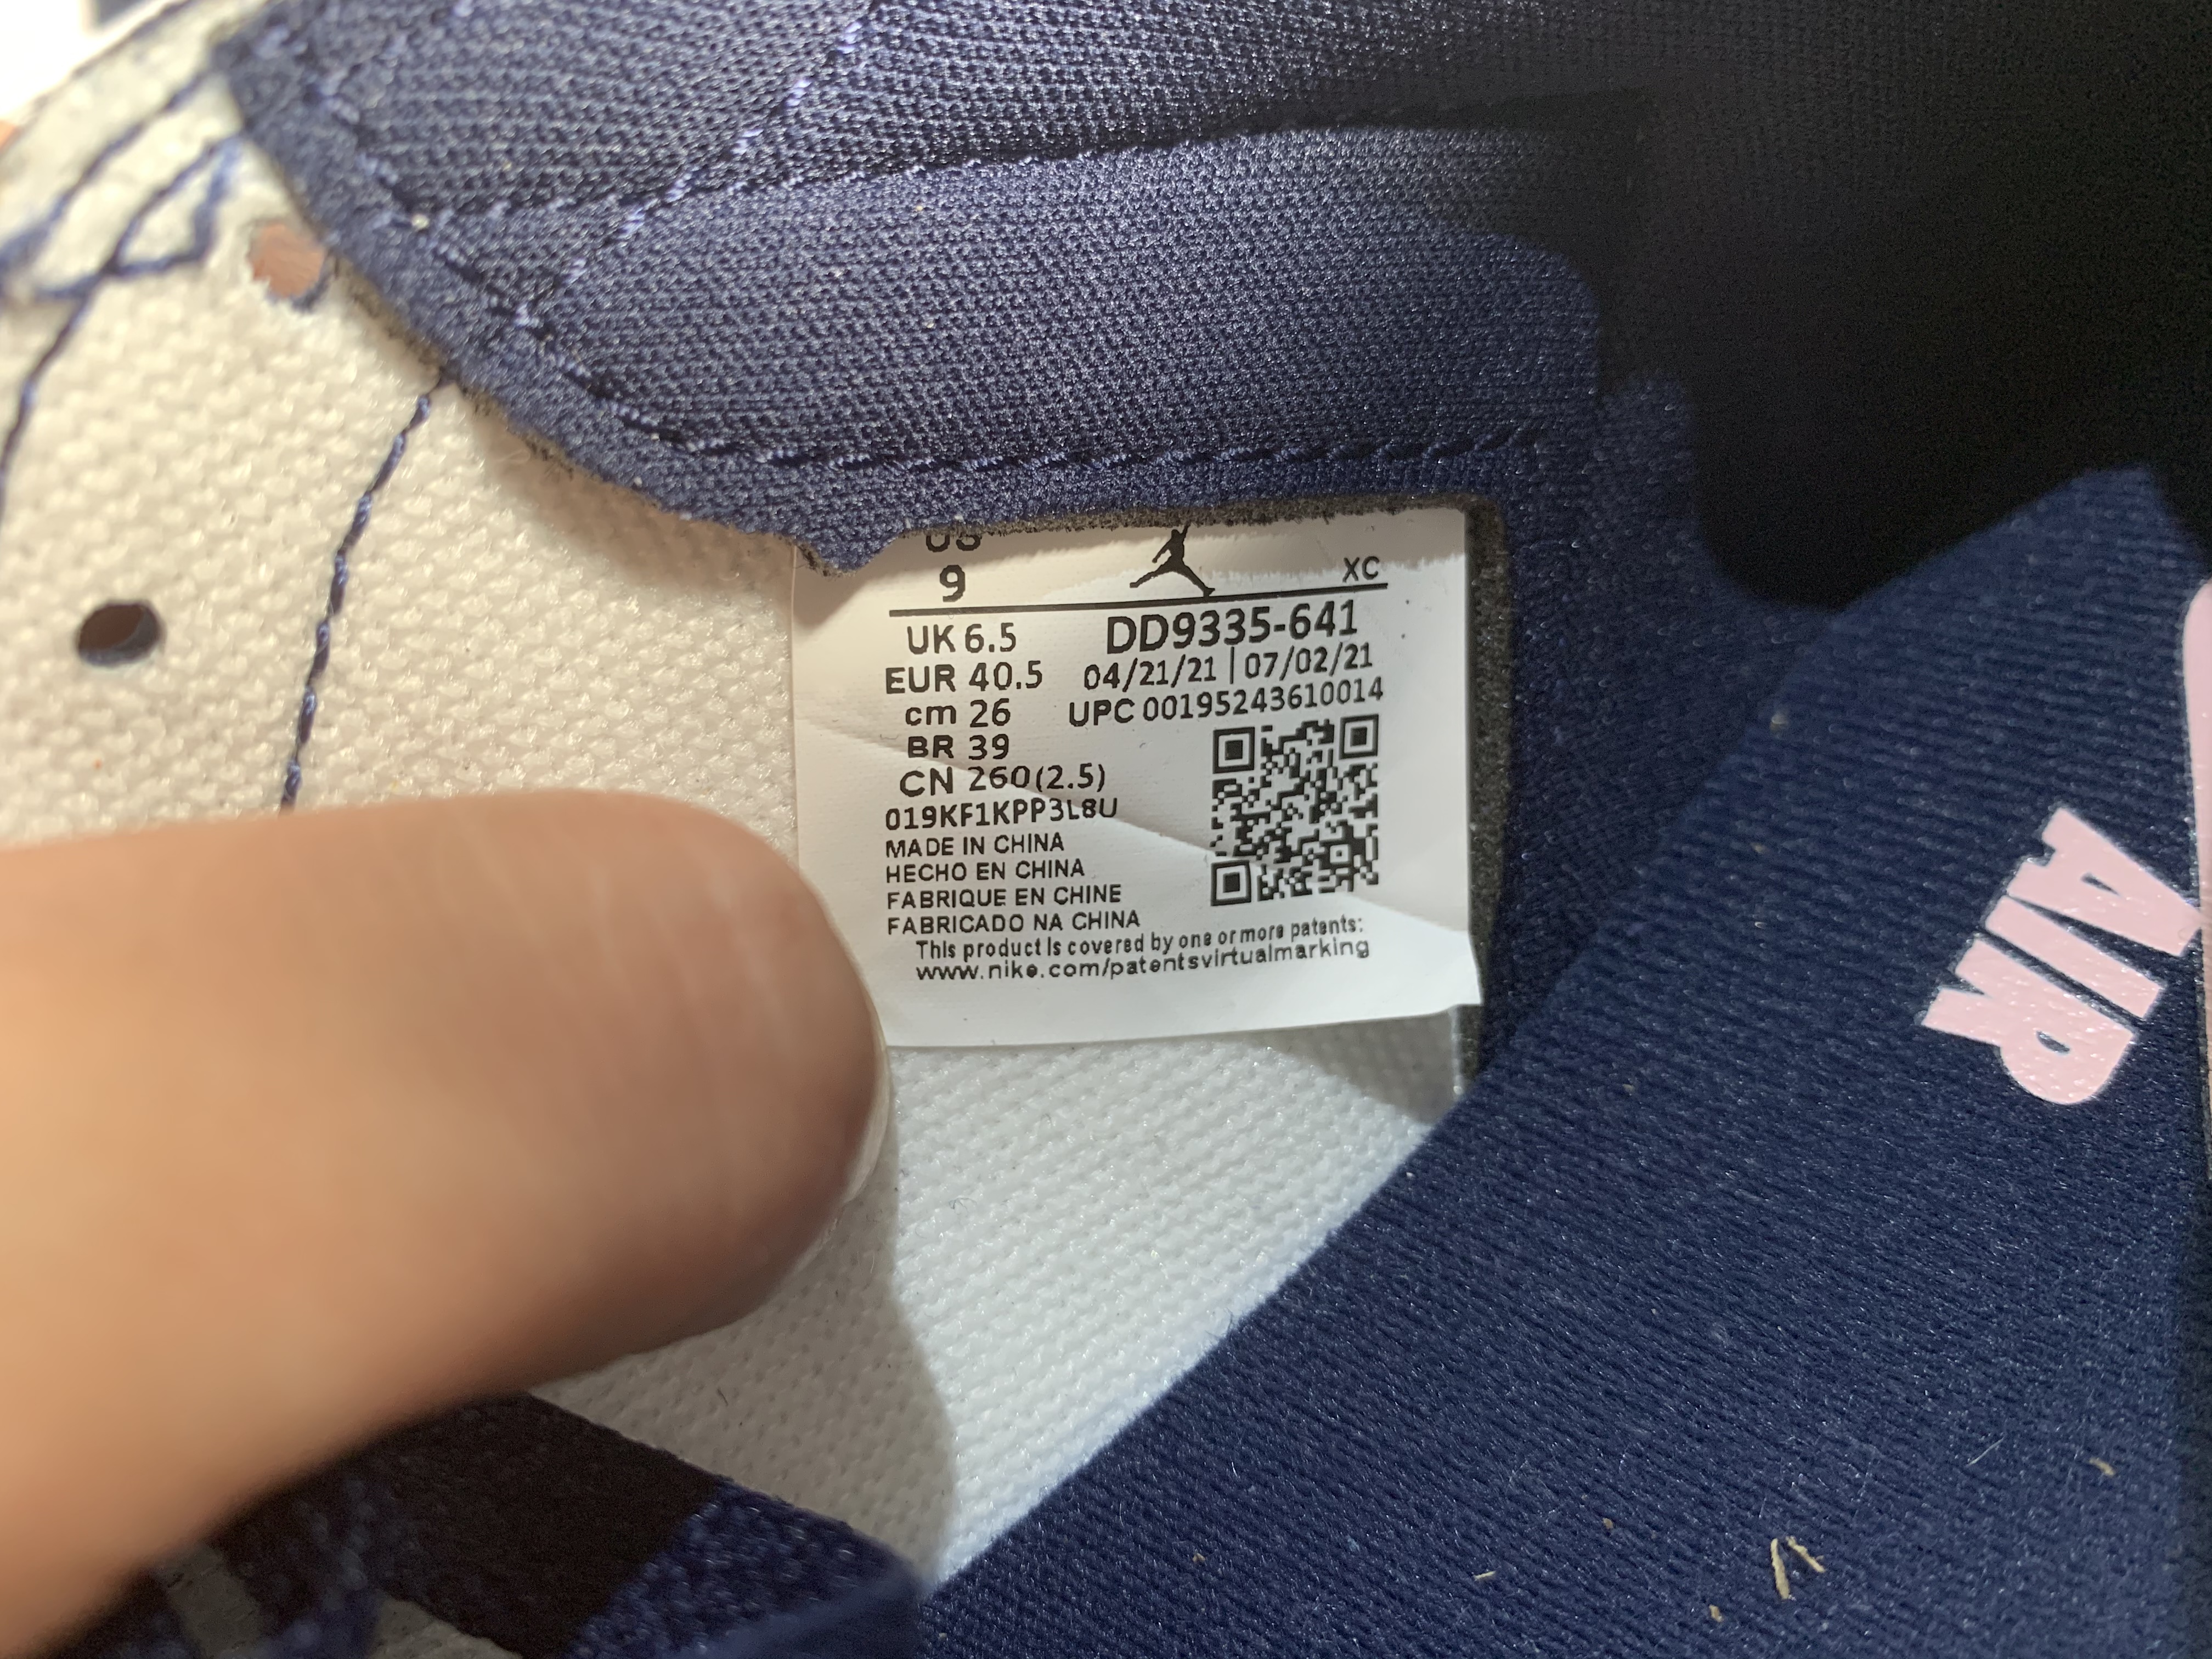 US
9
XC
UK 6.5
DD9335-641
EUR 40.5
04/21/21 | 07/02/21
cm 26
UPC 00195243610014
BR 39
CN 260(2.5)
019KF1KPP3L8U
MADE IN CHINA
HECHO EN CHINA
FABRIQUE EN CHINE
FABRICADO NA CHINA
This product is covered by one or more patents:
www.nike.com/patentsvirtualmarking
AIR